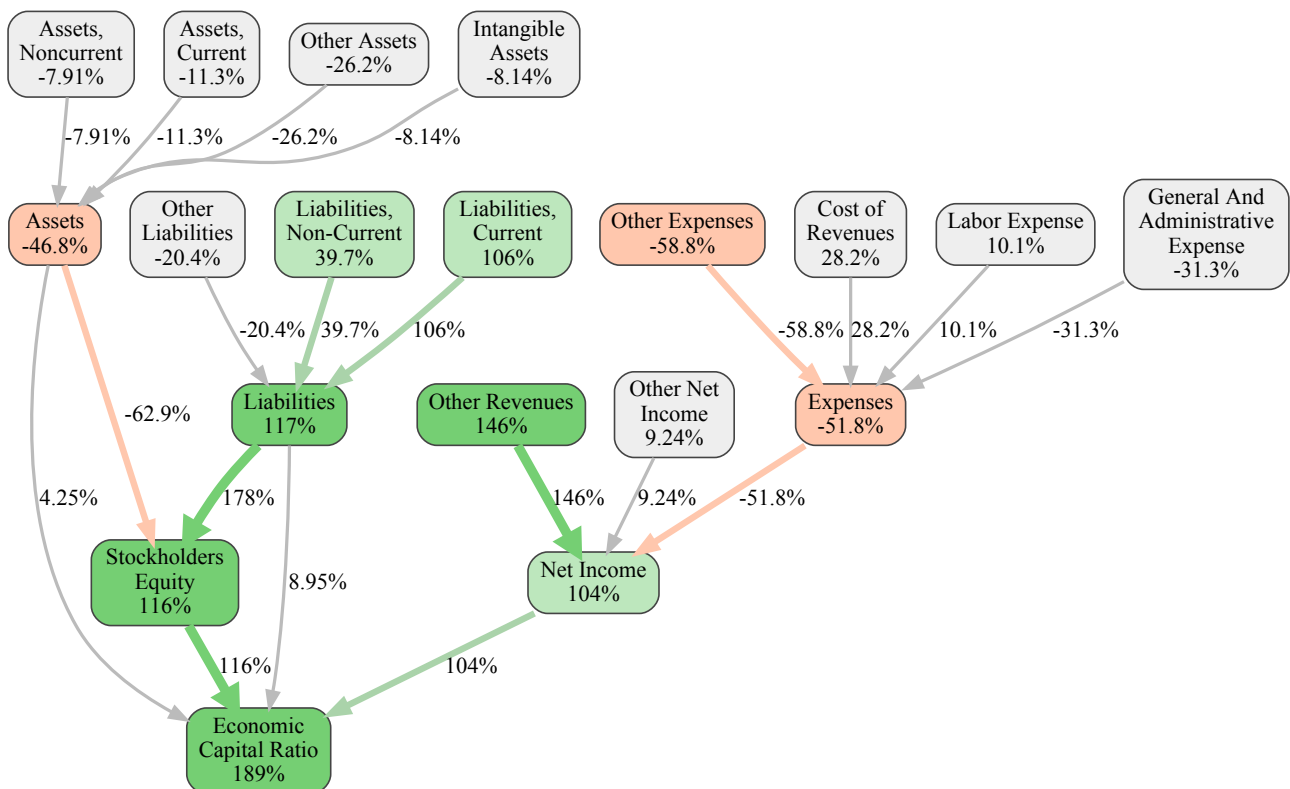 Assets,
Noncurrent
-7.91%
Assets,
Current
-11.3%
Other Assets
-26.2%
Intangible
Assets
-8.14%
-7.91%
-11.3%
-26.2%
-8.14%
Assets
-46.8%
Other
Liabilities
-20.4%
Liabilities,
Non-Current
39.7%
Liabilities,
Current
106%
Other Expenses
-58.8%
Cost of
Revenues
28.2%
Labor Expense
10.1%
General And
Administrative
Expense
-31.3%
-20.4%
39.7%
106%
-58.8%
28.2%
10.1%
-31.3%
-62.9%
Liabilities
117%
Other Revenues
146%
Other Net
Income
9.24%
Expenses
-51.8%
4.25%
178%
146%
9.24%
-51.8%
Stockholders
Equity
116%
8.95%
Net Income
104%
116%
104%
Economic
Capital Ratio
189%